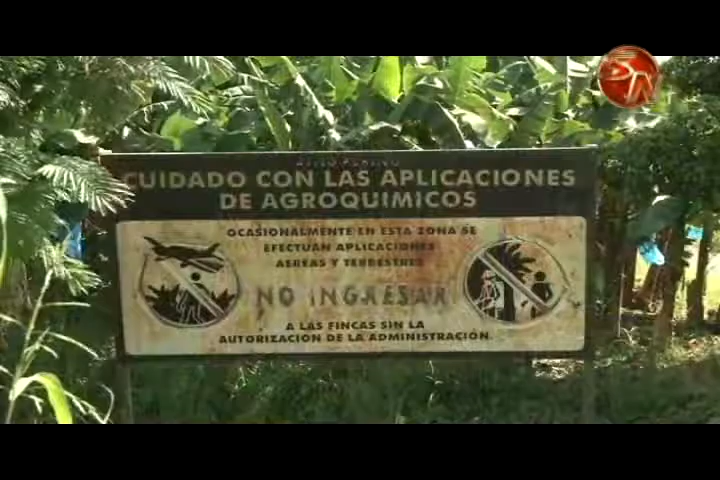 CUIDADO CON LAS APLICACIONES
DE AGROQUIMICOS
OCASIONALMENTE EN ESTA ZONA SE
EFECTUAN APLICACIONES
AEREAS Y TERRESTRES
NO INGRESAR
A LAS FINCAS SIN LA
AUTORIZACIÓN DE LA ADMINISTRACIÓN.